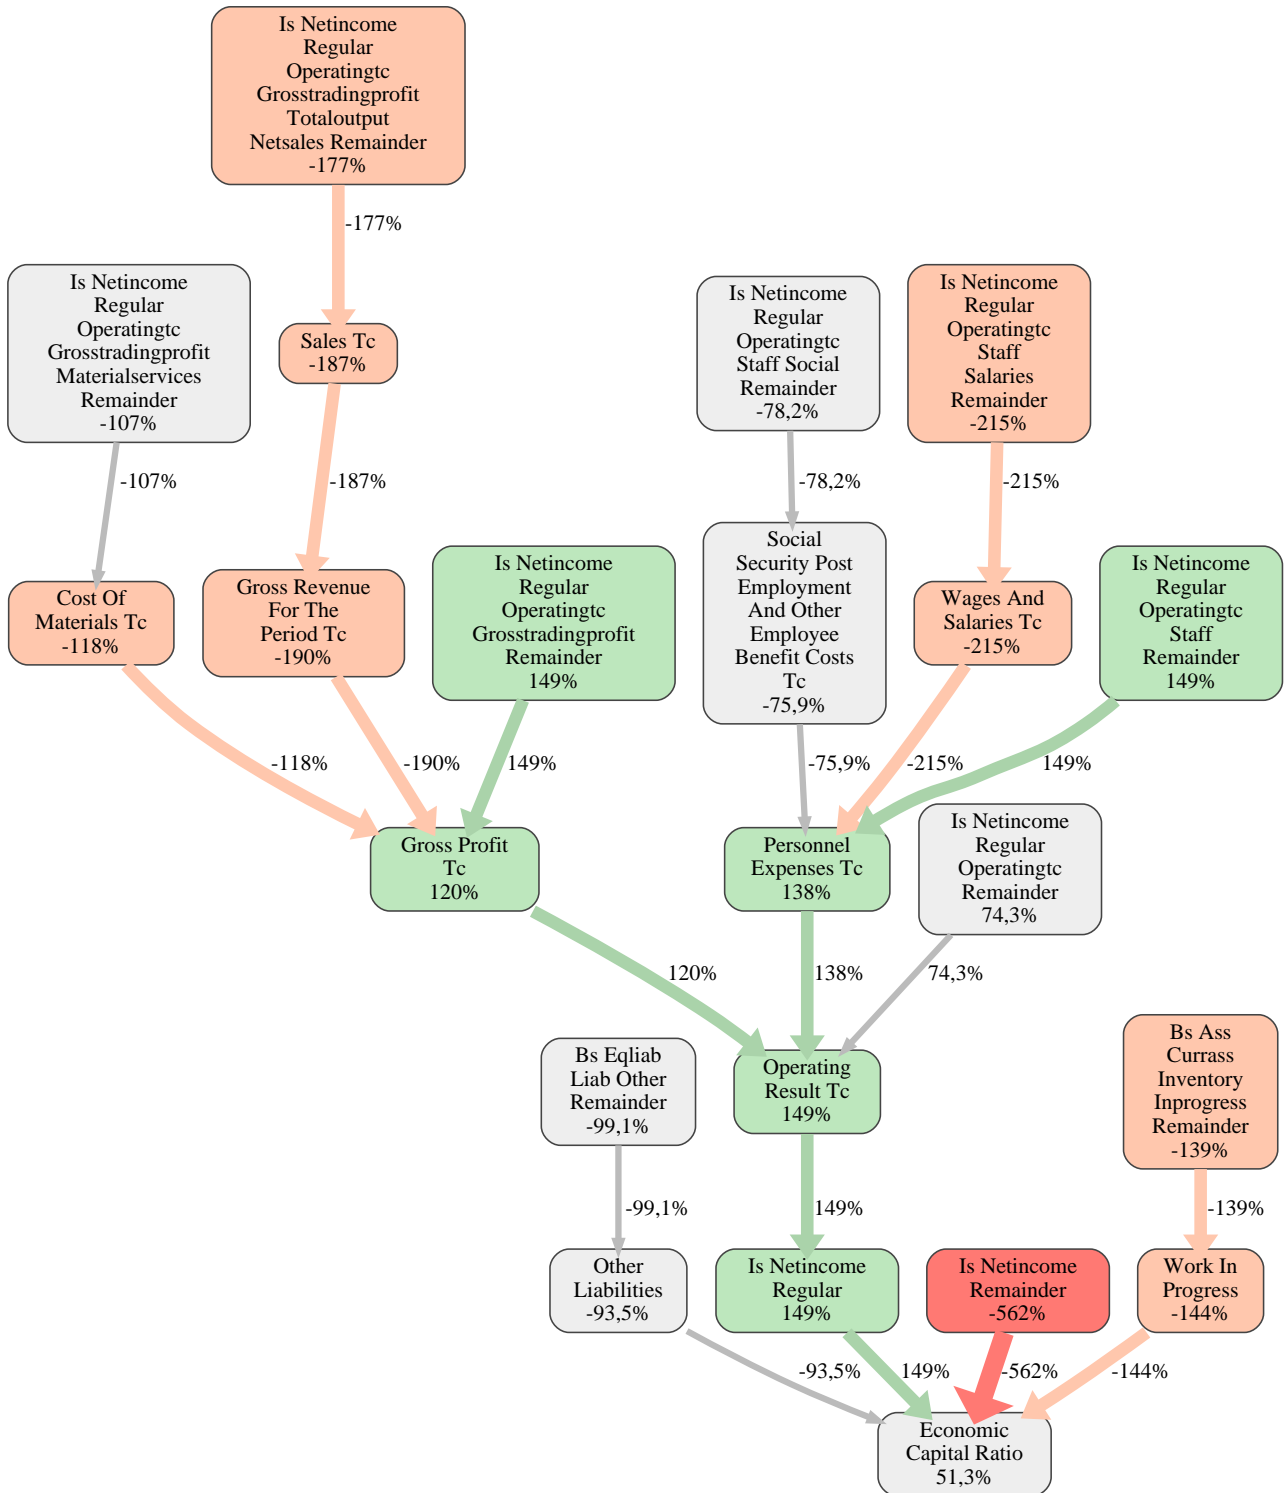 Is Netincome
Regular
Operatingtc
Grosstradingprofit
Totaloutput
Netsales Remainder
-177%
-177%
Is Netincome
Regular
Operatingtc
Grosstradingprofit
Materialservices
Remainder
-107%
Sales Tc
-187%
Is Netincome
Regular
Operatingtc
Staff Social
Remainder
-78,2%
Is Netincome
Regular
Operatingtc
Staff
Salaries
Remainder
-215%
-107%
-187%
-78,2%
-215%
Cost Of
Materials Tc
-118%
Gross Revenue
For The
Period Tc
-190%
Is Netincome
Regular
Operatingtc
Grosstradingprofit
Remainder
149%
Social
Security Post
Employment
And Other
Employee
Benefit Costs
Tc
-75,9%
Wages And
Salaries Tc
-215%
Is Netincome
Regular
Operatingtc
Staff
Remainder
149%
-118%
-190%
149%
-75,9%
-215%
149%
Gross Profit
Tc
120%
Personnel
Expenses Tc
138%
Is Netincome
Regular
Operatingtc
Remainder
74,3%
120%
138%
74,3%
Bs Eqliab
Liab Other
Remainder
-99,1%
Operating
Result Tc
149%
Bs Ass
Currass
Inventory
Inprogress
Remainder
-139%
-99,1%
149%
-139%
Other
Liabilities
-93,5%
Is Netincome
Regular
149%
Is Netincome
Remainder
-562%
Work In
Progress
-144%
-93,5%
149%
-562%
-144%
Economic
Capital Ratio
51,3%